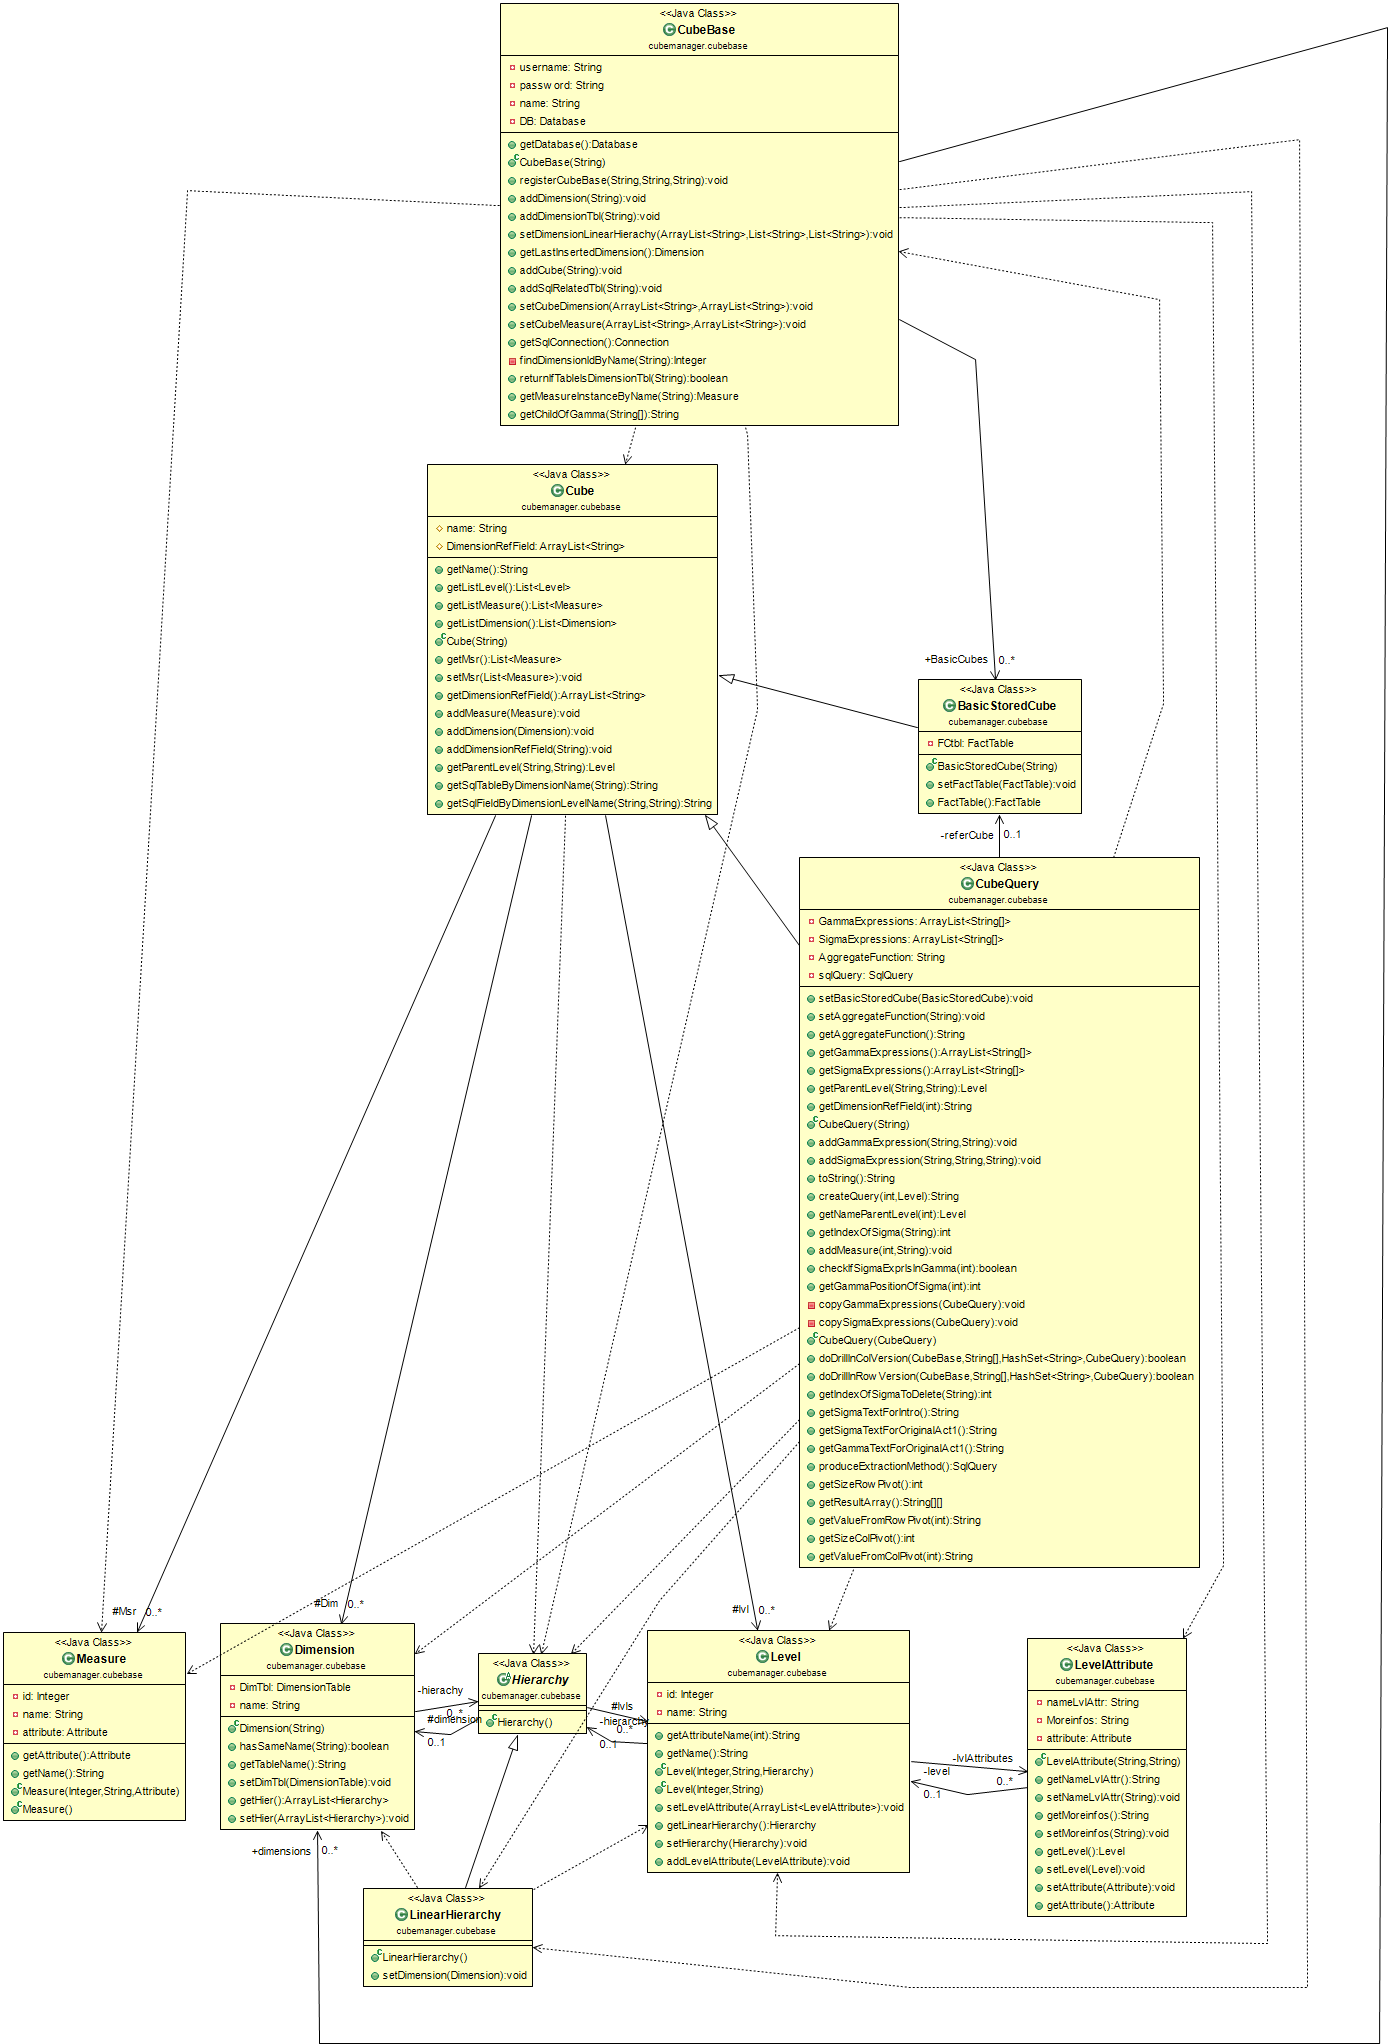 <<Java Class>>
CubeBase
cubemanager.cubebase
username: String
password: String
name: String
DB: Database
getDatabase():Database
CubeBase(String)
registerCubeBase(String,String,String):void
addDimension(String):void
addDimensionTbl(String):void
setDimensionLinearHierachy(ArrayList<String>,List<String>,List<String>):void
getLastInsertedDimension():Dimension
addCube(String):void
addSqlRelatedTbl(String):void
setCubeDimension(ArrayList<String>,ArrayList<String>):void
setCubeMeasure(ArrayList<String>,ArrayList<String>):void
getSqlConnection():Connection
findDimensionIdByName(String):Integer
returnIfTableIsDimensionTbl(String):boolean
getMeasureInstanceByName(String):Measure
getChildOfGamma(String[]):String
<<Java Class>>
Cube
cubemanager.cubebase
name: String
DimensionRefField: ArrayList<String>
getName():String
getListLevel():List<Level>
getListMeasure():List<Measure>
getListDimension():List<Dimension>
Cube(String)
getMsr():List<Measure>
setMsr(List<Measure>):void
getDimensionRefField():ArrayList<String>
addMeasure(Measure):void
addDimension(Dimension):void
addDimensionRefField(String):void
getParentLevel(String,String):Level
getSqlTableByDimensionName(String):String
getSqlFieldByDimensionLevelName(String,String):String
+BasicCubes 0..*
<<Java Class>>
BasicStoredCube
cubemanager.cubebase
FCtbl: FactTable
BasicStoredCube(String)
setFactTable(FactTable):void
FactTable():FactTable
-referCube 0..1
<<Java Class>>
CubeQuery
cubemanager.cubebase
GammaExpressions: ArrayList<String[]>
SigmaExpressions: ArrayList<String[]>
AggregateFunction: String
sqlQuery: SqlQuery
setBasicStoredCube(BasicStoredCube):void
setAggregateFunction(String):void
getAggregateFunction():String
getGammaExpressions():ArrayList<String[]>
getSigmaExpressions():ArrayList<String[]>
getParentLevel(String,String):Level
getDimensionRefField(int):String
CubeQuery(String)
addGammaExpression(String,String):void
addSigmaExpression(String,String,String):void
toString():String
createQuery(int,Level):String
getNameParentLevel(int):Level
getIndexOfSigma(String):int
addMeasure(int,String):void
checkIfSigmaExprIsInGamma(int):boolean
getGammaPositionOfSigma(int):int
copyGammaExpressions(CubeQuery):void
copySigmaExpressions(CubeQuery):void
CubeQuery(CubeQuery)
doDrillInColVersion(CubeBase,String[],HashSet<String>,CubeQuery):boolean
doDrillInRowVersion(CubeBase,String[],HashSet<String>,CubeQuery):boolean
getIndexOfSigmaToDelete(String):int
getSigmaTextForIntro():String
getSigmaTextForOriginalAct1():String
getGammaTextForOriginalAct1():String
produceExtractionMethod():SqlQuery
getSizeRowPivot():int
getResultArray():String[][]
getValueFromRowPivot(int):String
getSizeColPivot():int
getValueFromColPivot(int):String
#Msr 0..*
<<Java Class>>
Measure
cubemanager.cubebase
id: Integer
name: String
attribute: Attribute
getAttribute():Attribute
getName():String
Measure(Integer,String,Attribute)
Measure()
#Dim 0..*
<<Java Class>>
Dimension
cubemanager.cubebase
DimTbl: DimensionTable
name: String
Dimension(String)
hasSameName(String):boolean
getTableName():String
setDimTbl(DimensionTable):void
getHier():ArrayList<Hierarchy>
setHier(ArrayList<Hierarchy>):void
+dimensions 0..*
-hierachy
0..*
#dimension
0..1
<<Java Class>>
Hierarchy
cubemanager.cubebase
Hierarchy()
#lvls
0..*
-hierarchy
0..1
#lvl 0..*
<<Java Class>>
Level
cubemanager.cubebase
id: Integer
name: String
getAttributeName(int):String
getName():String
Level(Integer,String,Hierarchy)
Level(Integer,String)
setLevelAttribute(ArrayList<LevelAttribute>):void
getLinearHierarchy():Hierarchy
setHierarchy(Hierarchy):void
addLevelAttribute(LevelAttribute):void
-lvlAttributes
0..*
-level
0..1
<<Java Class>>
LevelAttribute
cubemanager.cubebase
nameLvlAttr: String
Moreinfos: String
attribute: Attribute
LevelAttribute(String,String)
getNameLvlAttr():String
setNameLvlAttr(String):void
getMoreinfos():String
setMoreinfos(String):void
getLevel():Level
setLevel(Level):void
setAttribute(Attribute):void
getAttribute():Attribute
<<Java Class>>
LinearHierarchy
cubemanager.cubebase
LinearHierarchy()
setDimension(Dimension):void